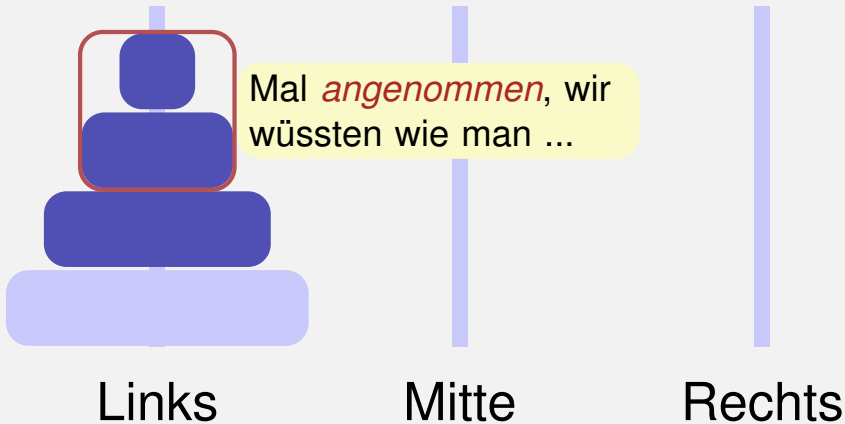 Mal angenommen, wir
wüssten wie man ...
Links Mitte Rechts